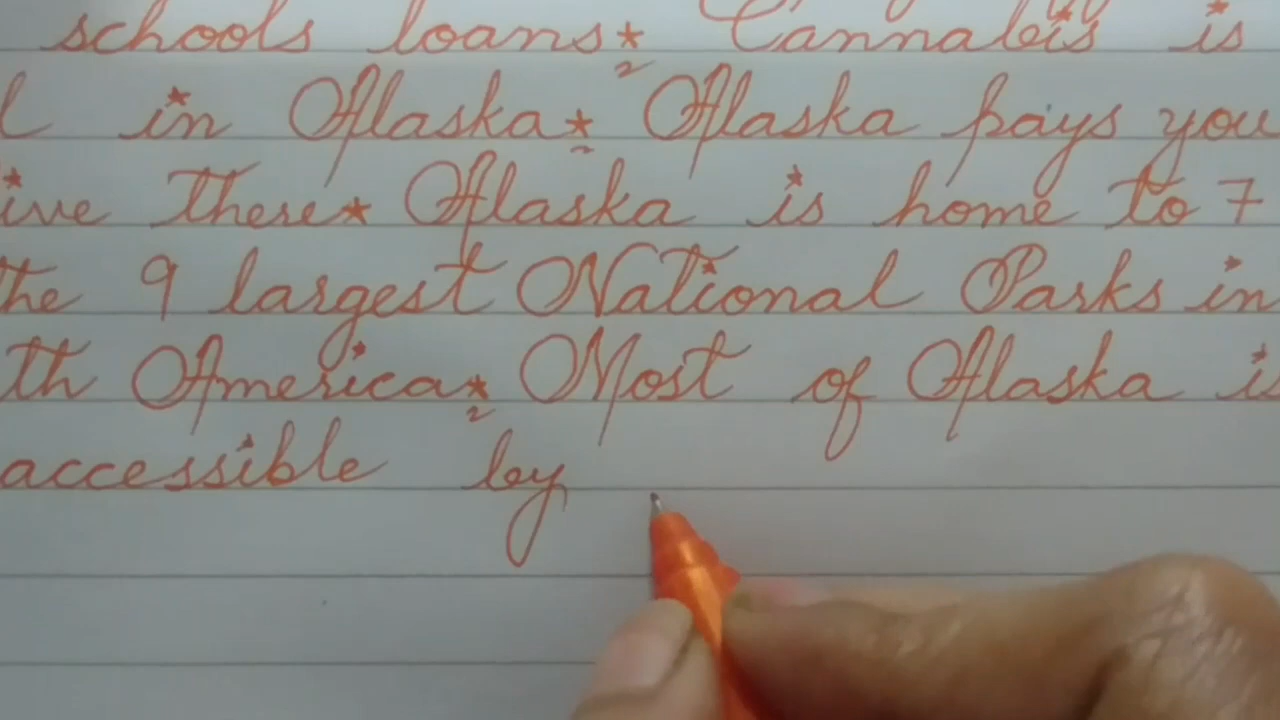 schools loans* Cannabis is
l in Alaska* Alaska pays you
ive there* Alaska is home to 7
the 9 largest National Parks in
th America* Most of Alaska is
accessible by